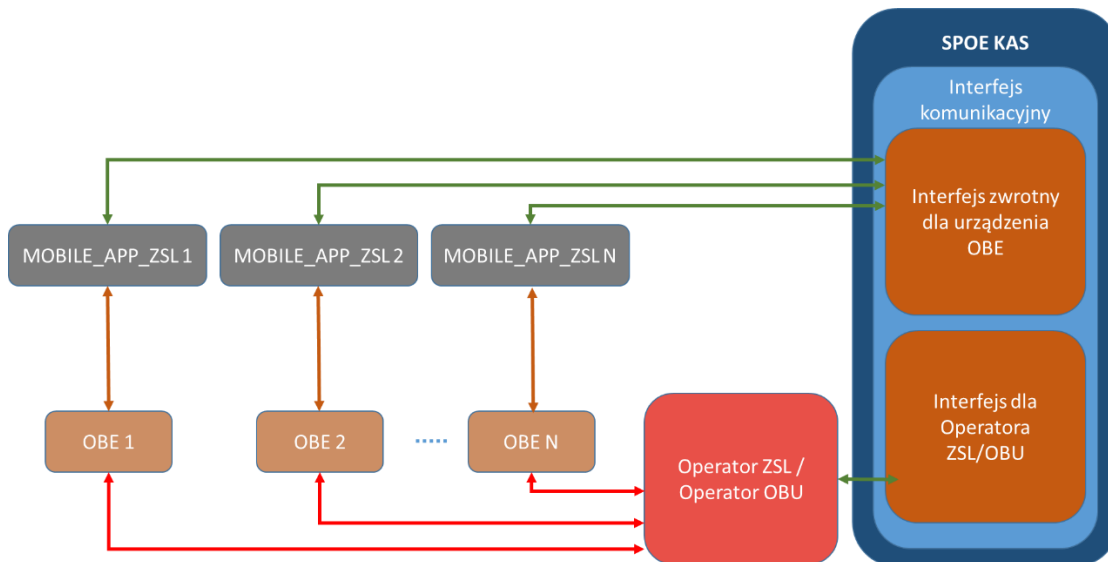 SPOE KAS
Interfejs
komunikacyjny
Interfejs zwrotny
dla urządzenia
OBE
MOBILE_APP_ZSL 1
MOBILE_APP_ZSL 2
MOBILE_APP_ZSL N
OBE 1
OBE 2
OBE N
Operator ZSL /
Operator OBU
Interfejs dla
Operatora
ZSL/OBU